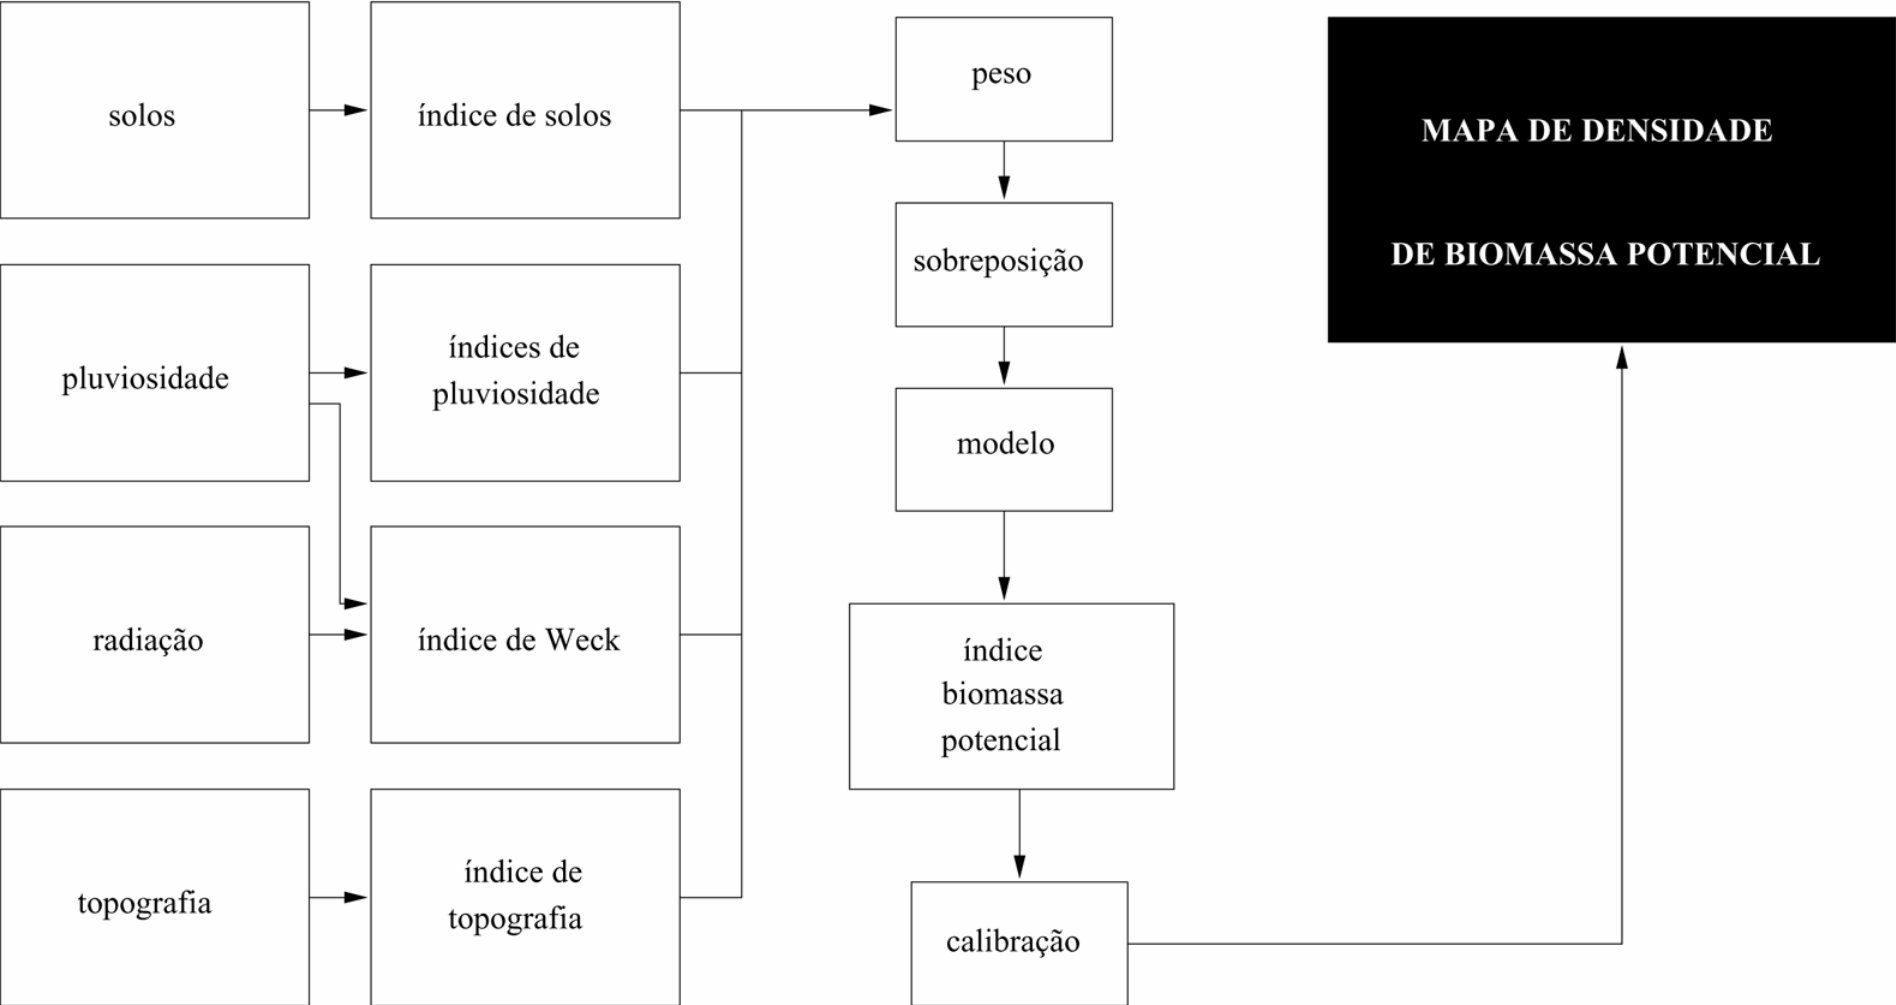 solos
índice de solos
pluviosidade
índices de
pluviosidade
radiação
índice de Weck
topografia
índice de
topografia
peso
sobreposição
modelo
índice
biomassa
potencial
calibração
MAPA DE DENSIDADE
DE BIOMASSA POTENCIAL